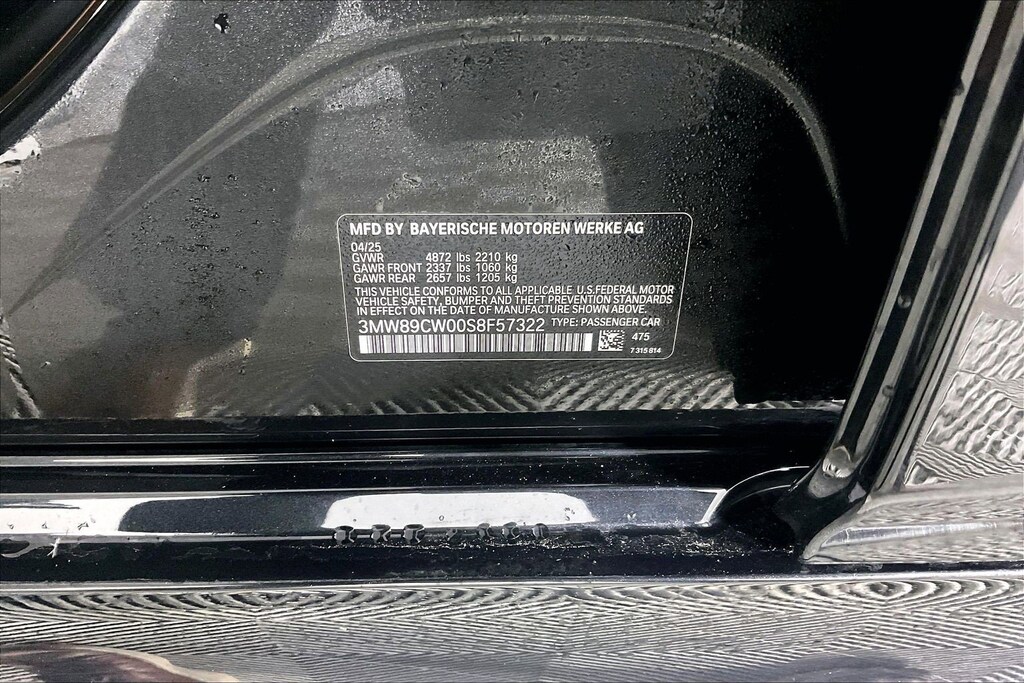 MFD BY BAYERISCHE MOTOREN WERKE AG
04/25
GVWR 4872 lbs 2210 kg
GAWR FRONT 2337 lbs 1060 kg
GAWR REAR 2657 lbs 1205 kg
THIS VEHICLE CONFORMS TO ALL APPLICABLE U.S.FEDERAL MOTOR
VEHICLE SAFETY, BUMPER AND THEFT PREVENTION STANDARDS
IN EFFECT ON THE DATE OF MANUFACTURE SHOWN ABOVE.
3MW89CW00S8F57322 TYPE: PASSENGER CAR
475
7 315 814